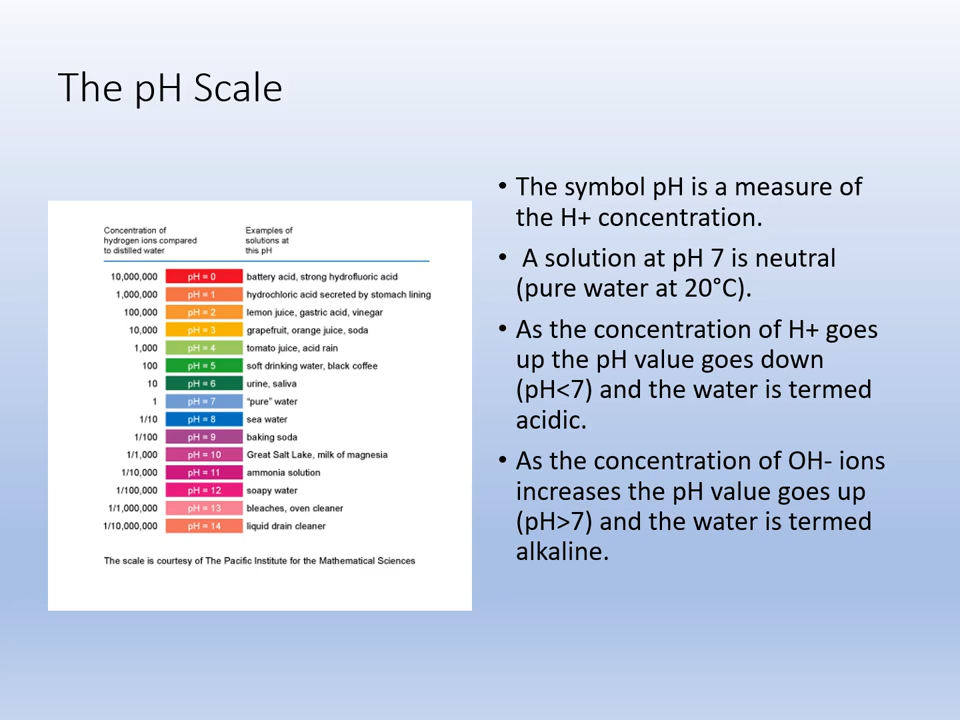 The pH Scale
Concentration of
hydrogen ions compared
to distilled water
Examples of
solutions at
this pH
10,000,000 pH = 0 battery acid, strong hydrofluoric acid
1,000,000 pH = 1 hydrochloric acid secreted by stomach lining
100,000 pH = 2 lemon juice, gastric acid, vinegar
10,000 pH = 3 grapefruit, orange juice, soda
1,000 pH = 4 tomato juice, acid rain
100 pH = 5 soft drinking water, black coffee
10 pH = 6 urine, saliva
1 pH = 7 "pure" water
1/10 pH = 8 sea water
1/100 pH = 9 baking soda
1/1,000 pH = 10 Great Salt Lake, milk of magnesia
1/10,000 pH = 11 ammonia solution
1/100,000 pH = 12 soapy water
1/1,000,000 pH = 13 bleaches, oven cleaner
1/10,000,000 pH = 14 liquid drain cleaner
The scale is courtesy of The Pacific Institute for the Mathematical Sciences
• The symbol pH is a measure of
the H+ concentration.
• A solution at pH 7 is neutral
(pure water at 20°C).
• As the concentration of H+ goes
up the pH value goes down
(pH<7) and the water is termed
acidic.
• As the concentration of OH- ions
increases the pH value goes up
(pH>7) and the water is termed
alkaline.